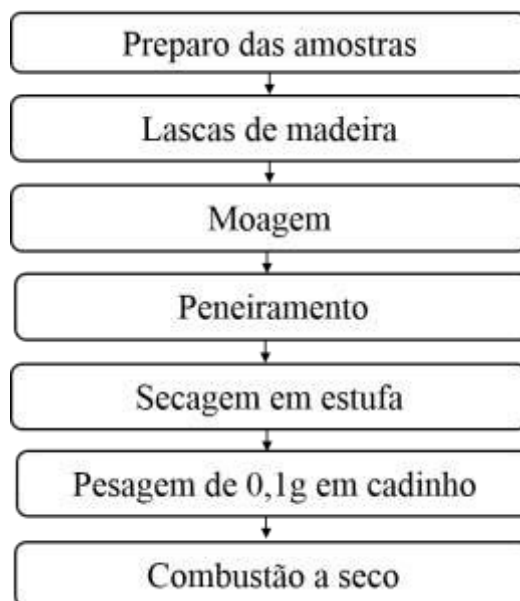 Preparo das amostras
Lascas de madeira
Moagem
Peneiramento
Secagem em estufa
Pesagem de 0,1g em cadinho
Combustão a seco